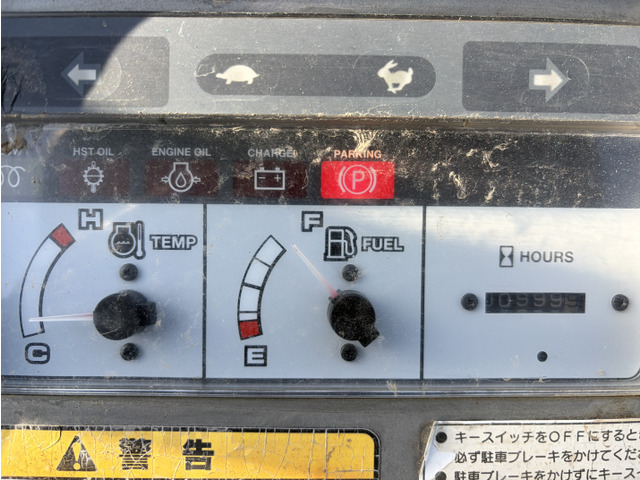 HST OIL
ENGINE OIL
CHARGE
PARKING
P
H
TEMP
C
F
FUEL
E
HOURS
警告
● キースイッチをOFFにするとか
必ず駐車ブレーキをかけてくだ
● 駐車ブレーキをかけずにキース